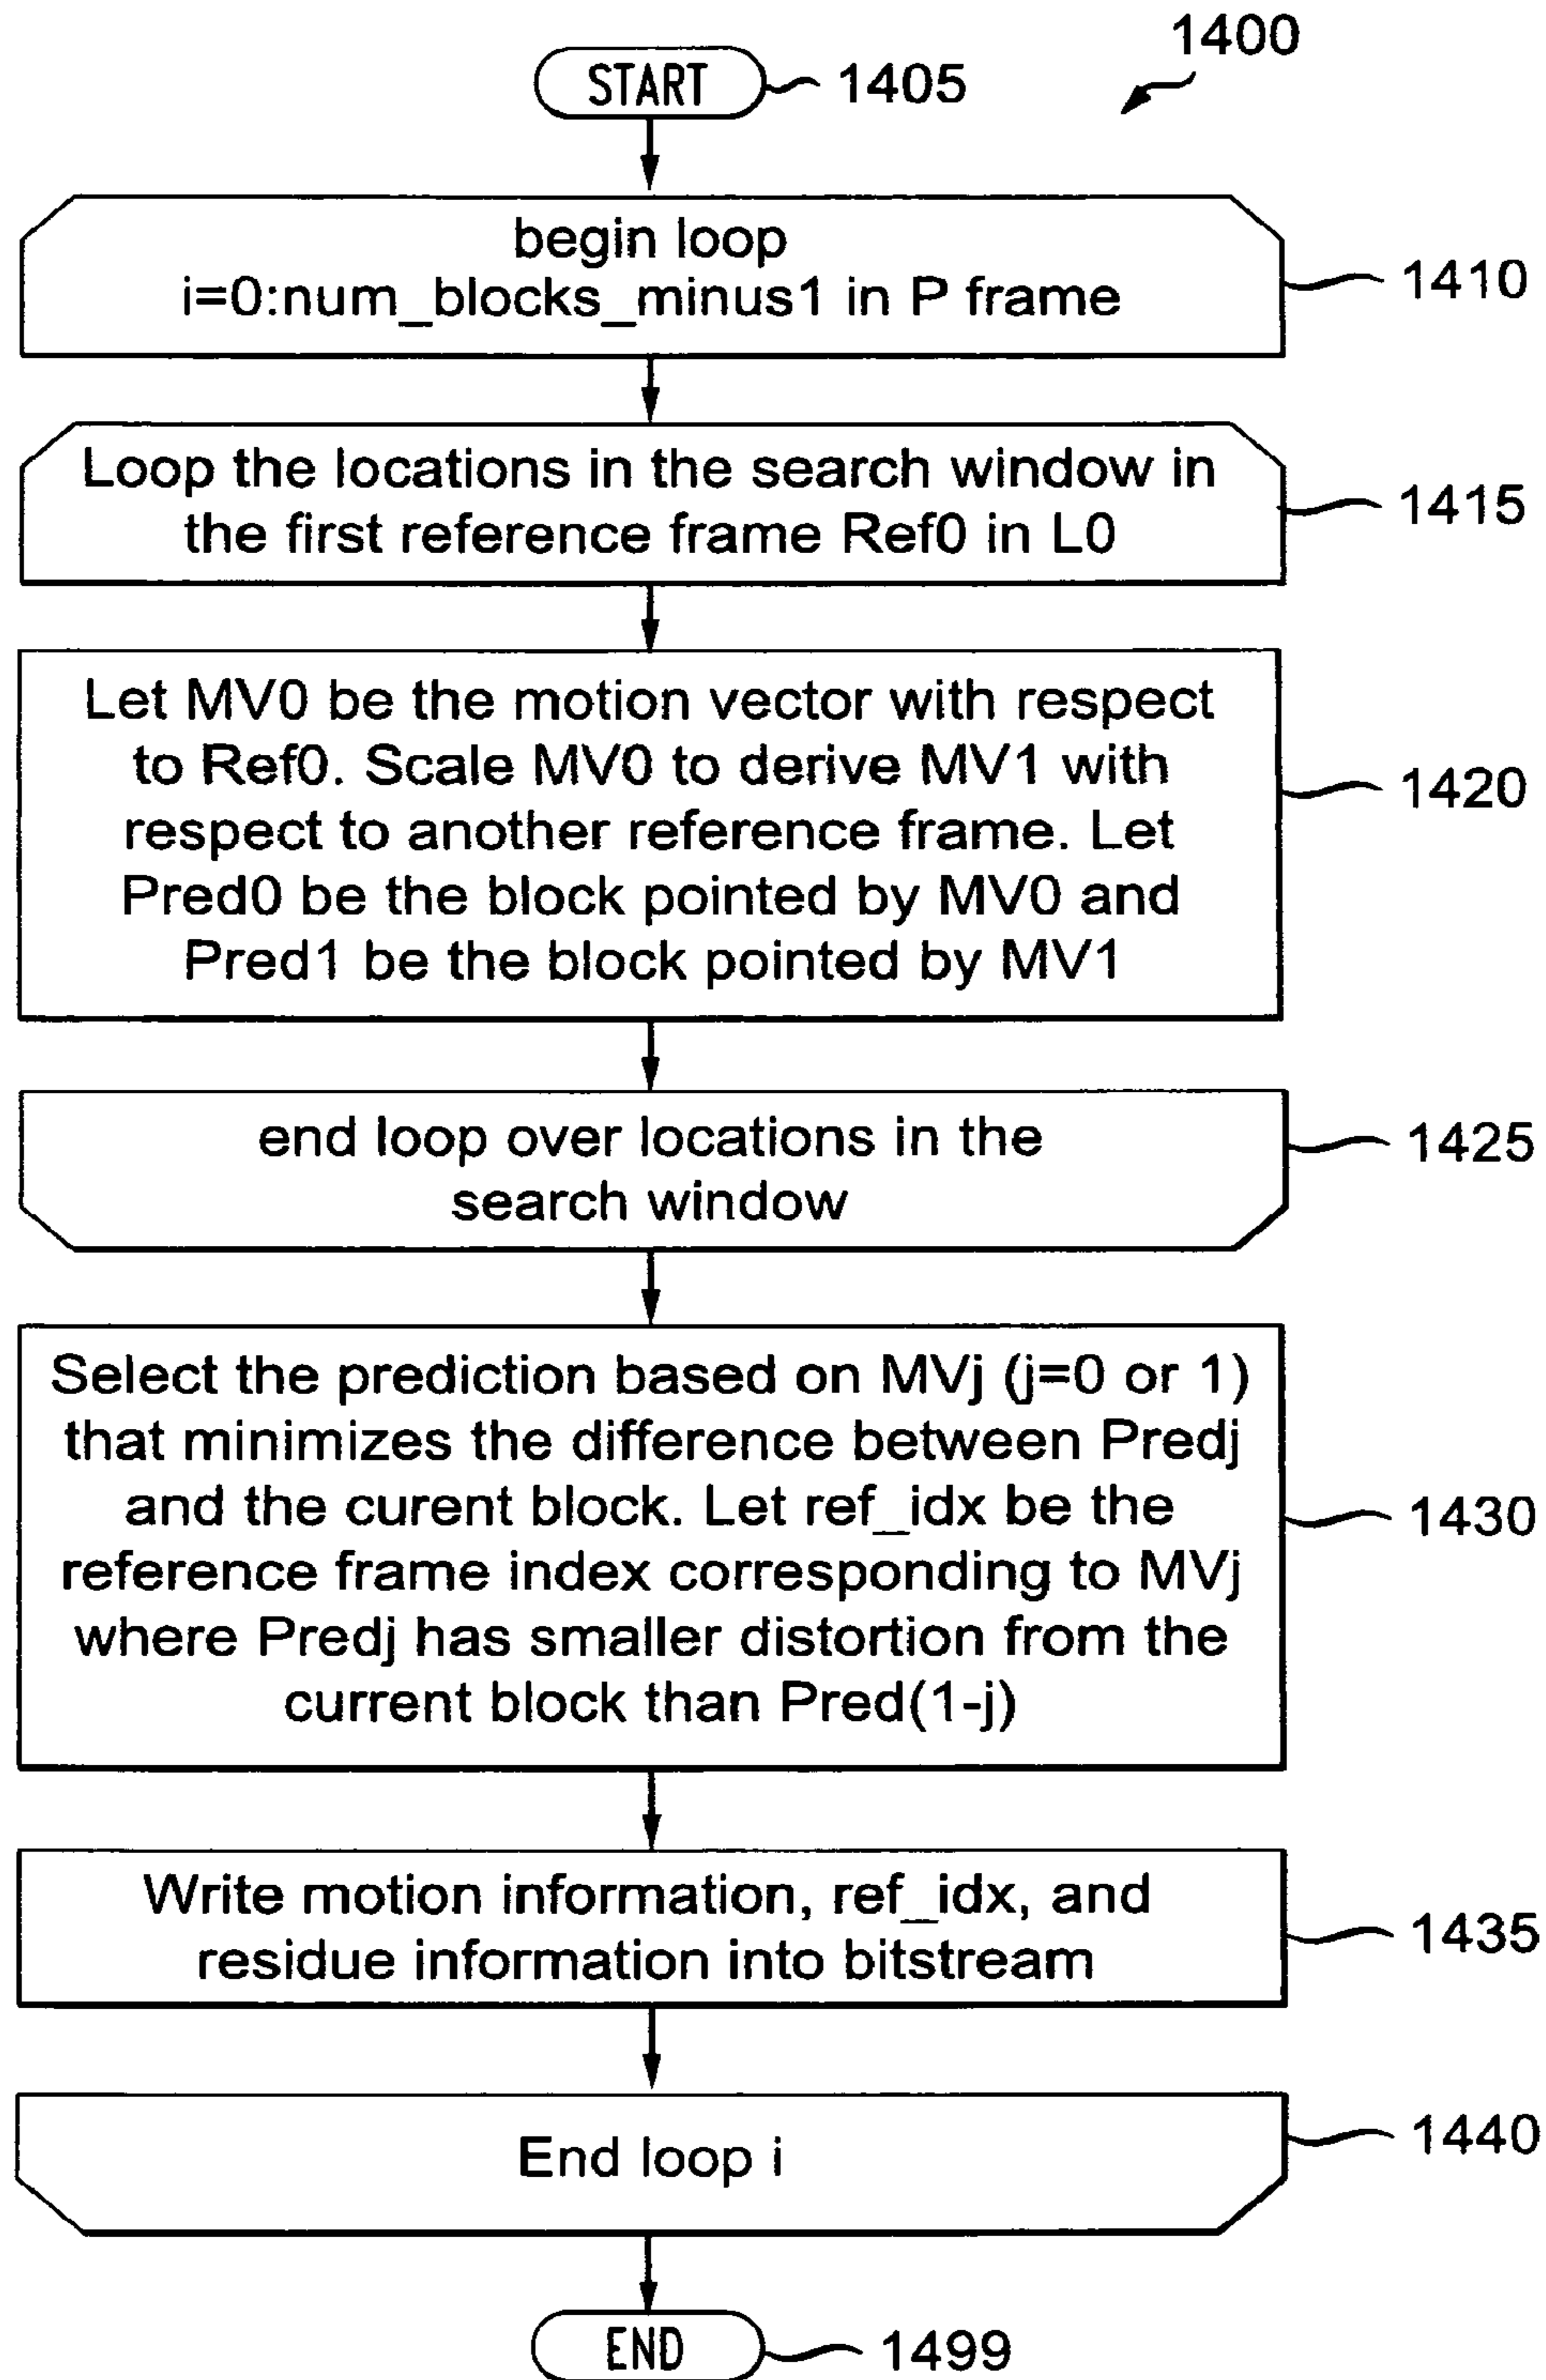 1400
START
1405
begin loop
i=0:num_blocks_minus1 in P frame
1410
Loop the locations in the search window in
the first reference frame Ref0 in L0
1415
Let MV0 be the motion vector with respect
to Ref0. Scale MV0 to derive MV1 with
respect to another reference frame. Let
Pred0 be the block pointed by MV0 and
Pred1 be the block pointed by MV1
1420
end loop over locations in the
search window
1425
Select the prediction based on MVj (j=0 or 1)
that minimizes the difference between Predj
and the curent block. Let ref_idx be the
reference frame index corresponding to MVj
where Predj has smaller distortion from the
current block than Pred(1-j)
1430
Write motion information, ref_idx, and
residue information into bitstream
1435
End loop i
1440
END
1499